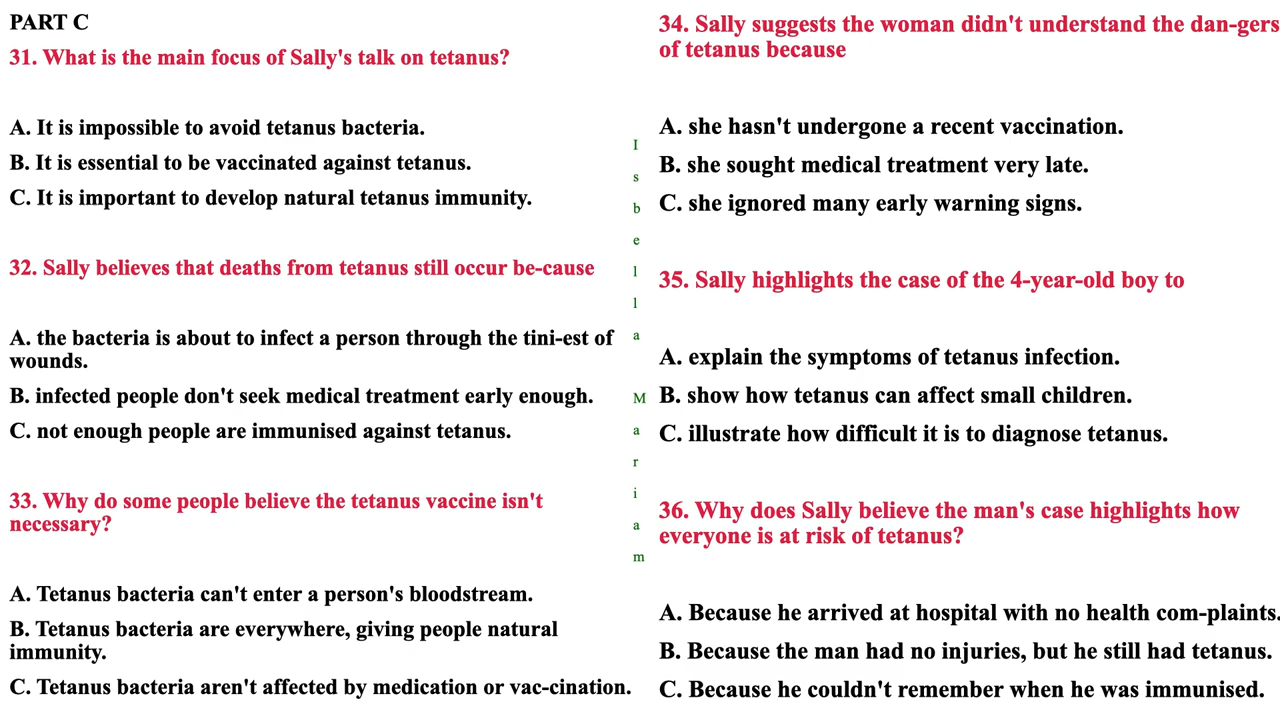 PART C
31. What is the main focus of Sally's talk on tetanus?
A. It is impossible to avoid tetanus bacteria.
B. It is essential to be vaccinated against tetanus.
C. It is important to develop natural tetanus immunity.
32. Sally believes that deaths from tetanus still occur be-cause
A. the bacteria is about to infect a person through the tini-est of
wounds.
B. infected people don't seek medical treatment early enough.
C. not enough people are immunised against tetanus.
33. Why do some people believe the tetanus vaccine isn't
necessary?
A. Tetanus bacteria can't enter a person's bloodstream.
B. Tetanus bacteria are everywhere, giving people natural
immunity.
C. Tetanus bacteria aren't affected by medication or vac-cination.
I
s
b
e
l
l
a
M
a
r
i
a
m
34. Sally suggests the woman didn't understand the dan-gers
of tetanus because
A. she hasn't undergone a recent vaccination.
B. she sought medical treatment very late.
C. she ignored many early warning signs.
35. Sally highlights the case of the 4-year-old boy to
A. explain the symptoms of tetanus infection.
B. show how tetanus can affect small children.
C. illustrate how difficult it is to diagnose tetanus.
36. Why does Sally believe the man's case highlights how
everyone is at risk of tetanus?
A. Because he arrived at hospital with no health com-plaints.
B. Because the man had no injuries, but he still had tetanus.
C. Because he couldn't remember when he was immunised.